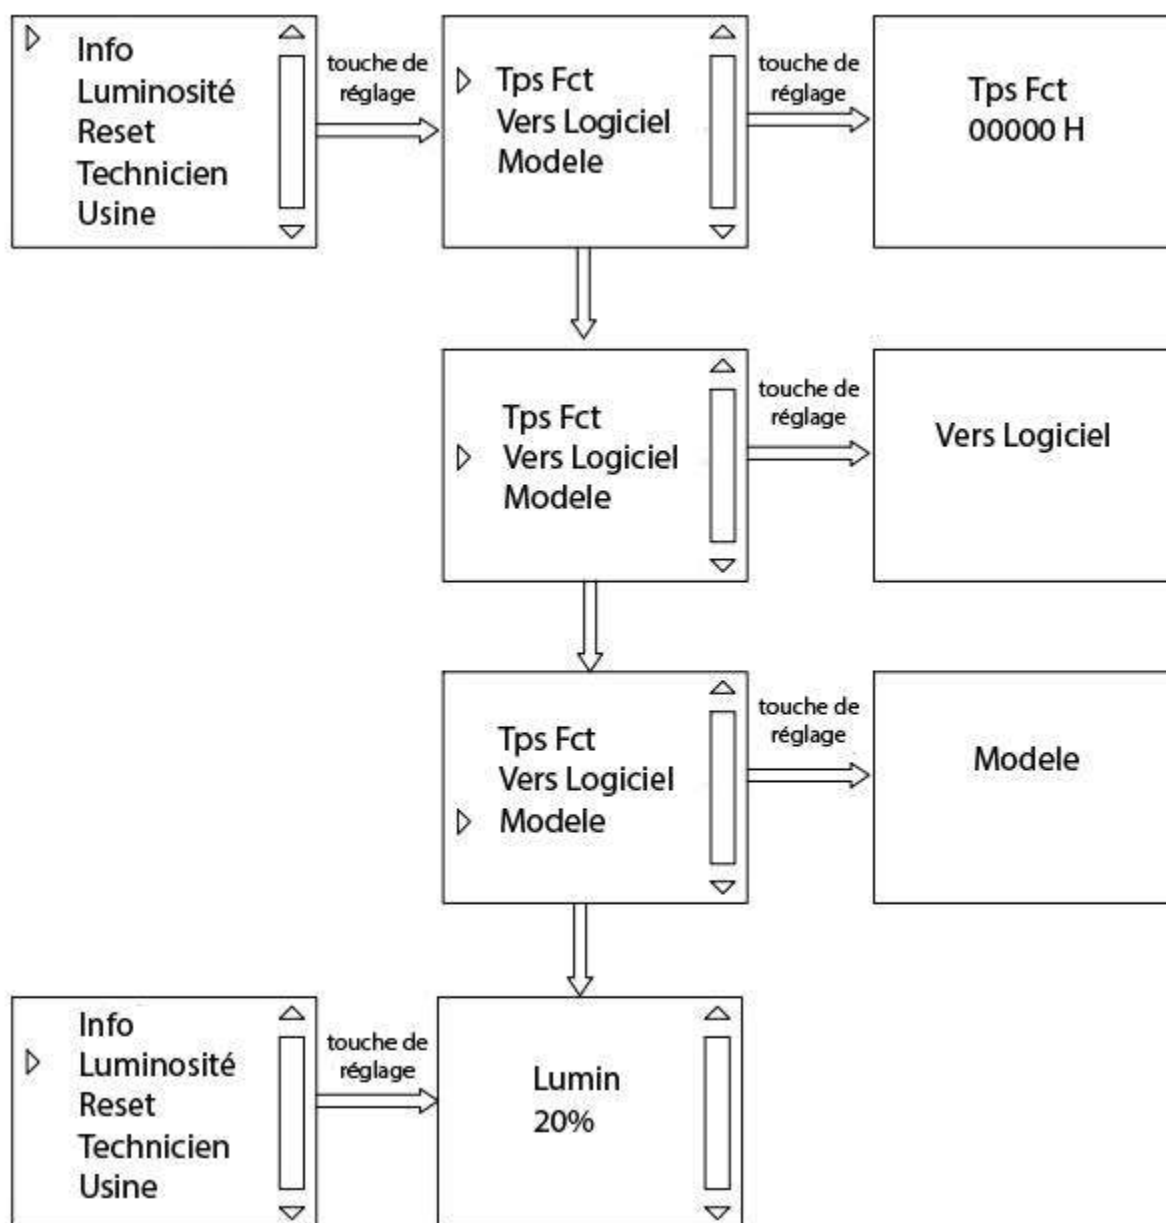 Info
Luminosité
Reset
Technicien
Usine
touche de
réglage
Tps Fct
Vers Logiciel
Modele
touche de
réglage
Tps Fct
00000 H
Tps Fct
Vers Logiciel
Modele
touche de
réglage
Vers Logiciel
Tps Fct
Vers Logiciel
Modele
touche de
réglage
Modele
Info
Luminosité
Reset
Technicien
Usine
touche de
réglage
Lumin
20%